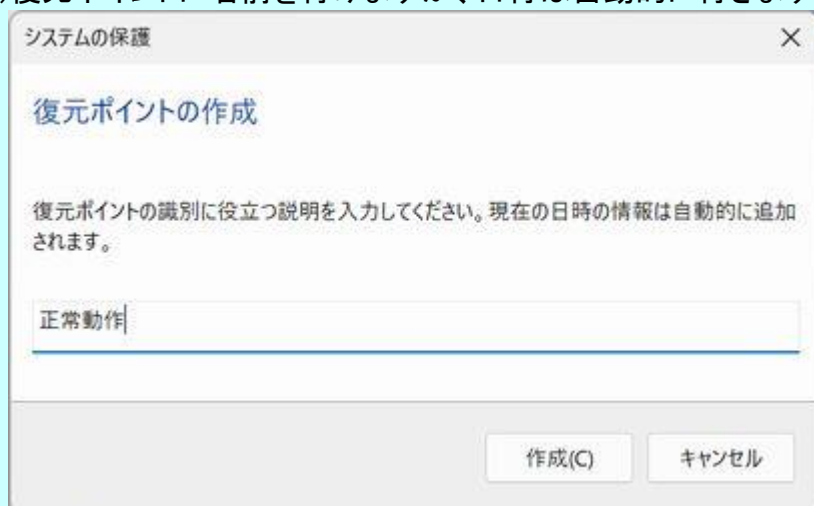 システムの保護
復元ポイントの作成
復元ポイントの識別に役立つ説明を入力してください。現在の日時の情報は自動的に追加
されます。
正常動作
作成(C) キャンセル